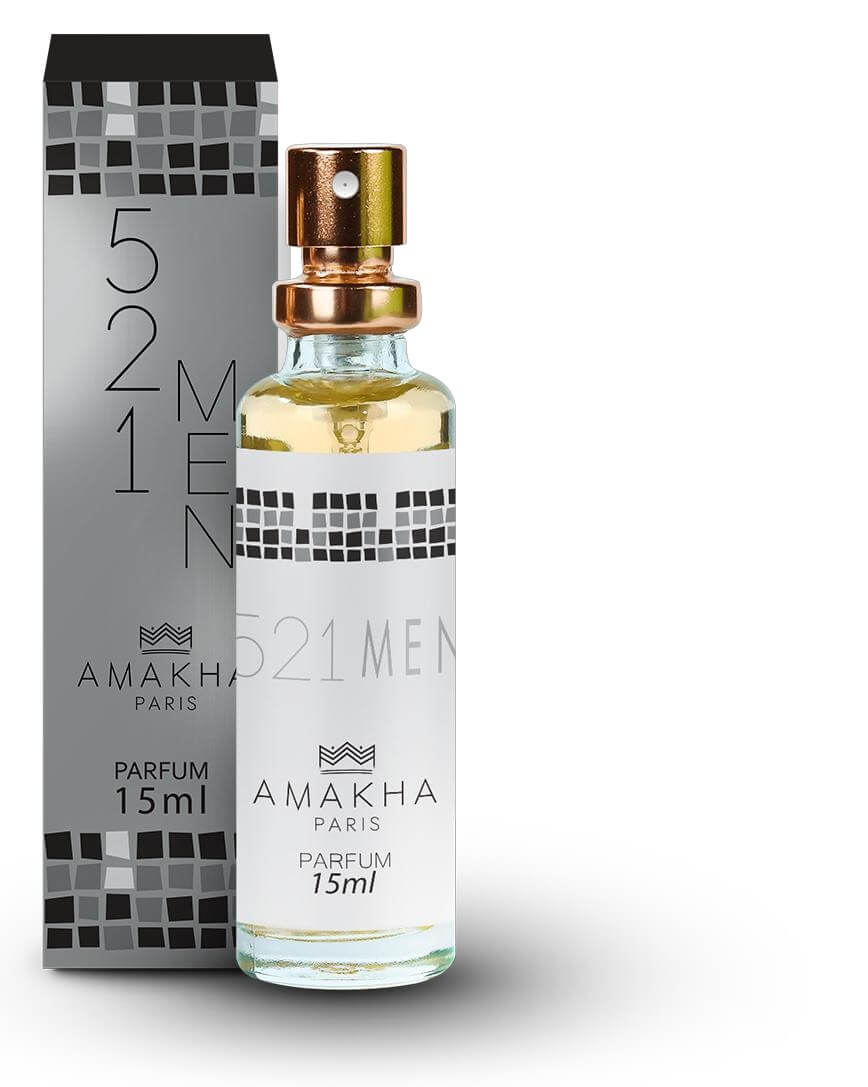 521
MEN
AMAKHA
PARIS
PARFUM
15ml
521 MEN
AMAKHA
PARIS
PARFUM
15ml